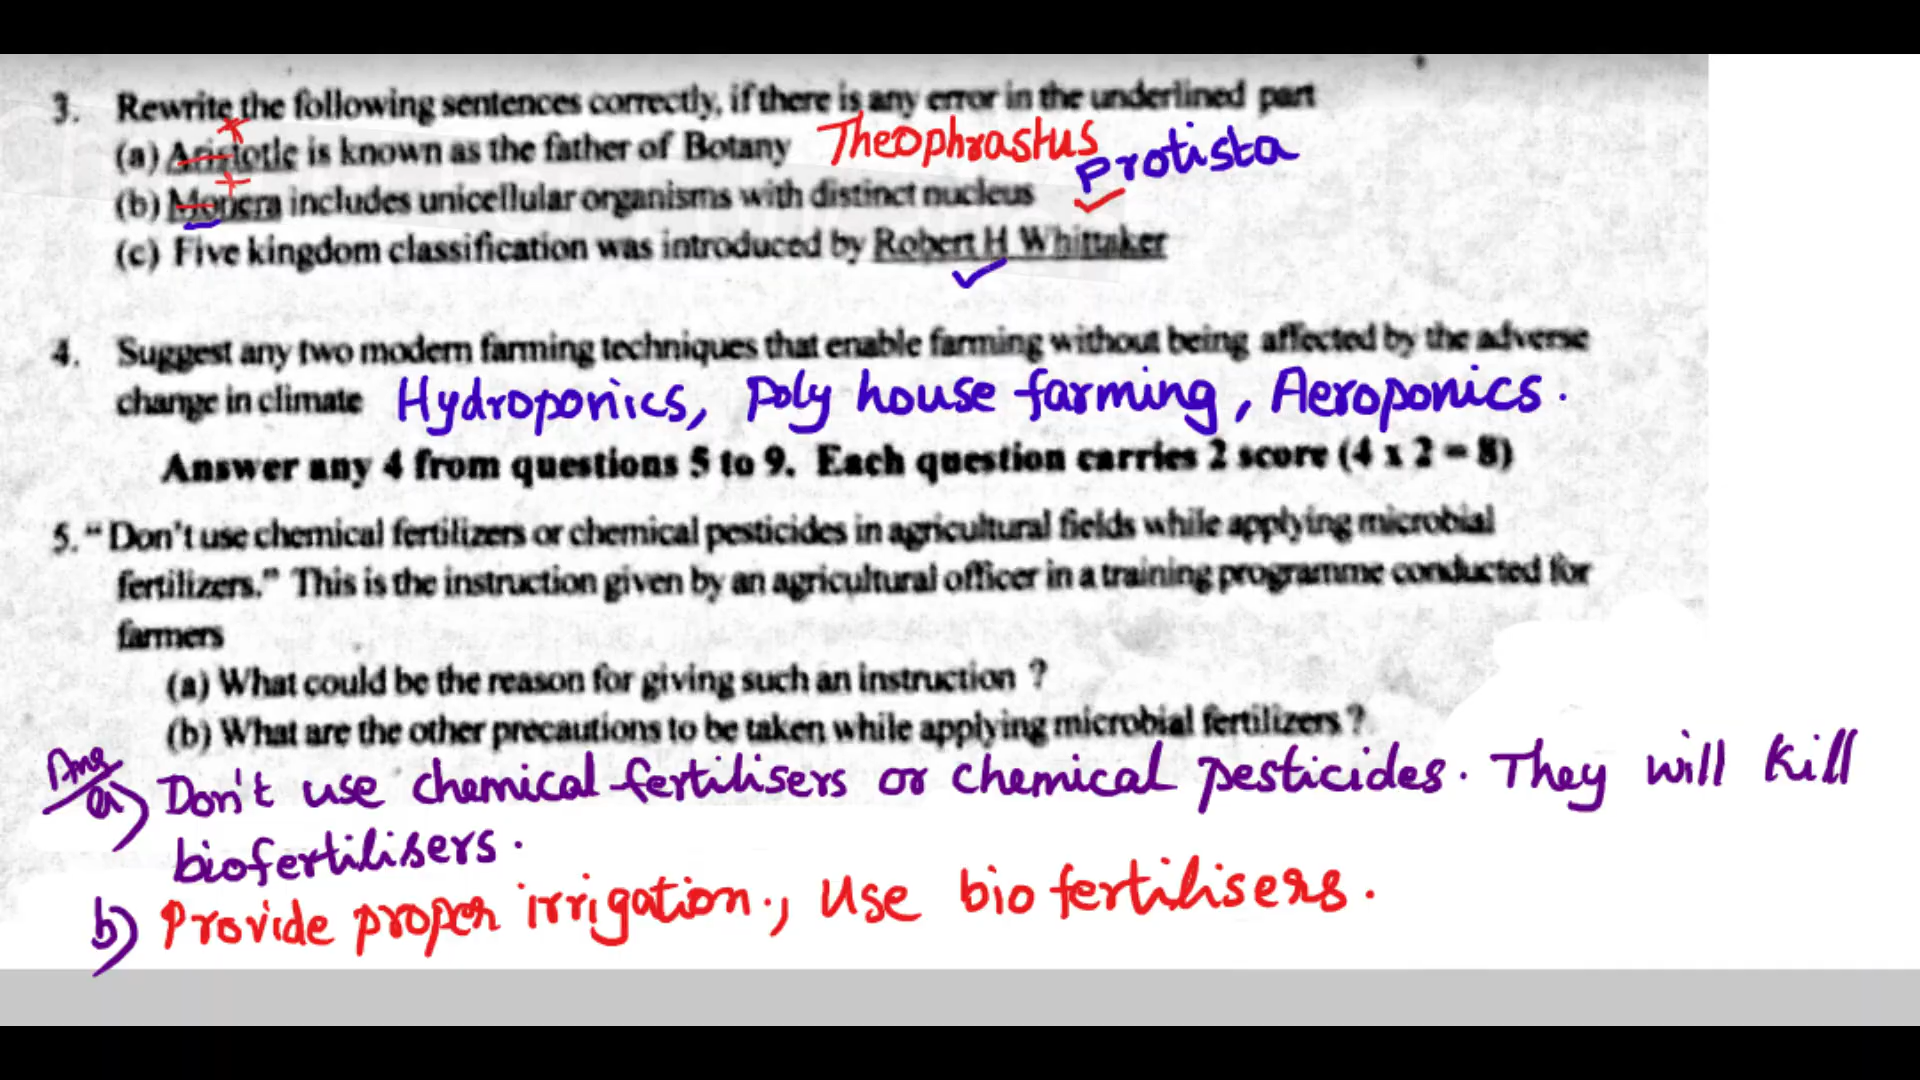 3. Rewrite the following sentences correctly, if there is any error in the underlined part
(a) Aristotle is known as the father of Botany Theophrastus
(b) Monera includes unicellular organisms with distinct nucleus Protista
(c) Five kingdom classification was introduced by Robert H Whittaker
4. Suggest any two modern farming techniques that enable farming without being affected by the adverse
change in climate Hydroponics, Poly house farming, Aeroponics.
Answer any 4 from questions 5 to 9. Each question carries 2 score (4 x 2 = 8)
5. “ Don't use chemical fertilizers or chemical pesticides in agricultural fields while applying microbial
fertilizers.” This is the instruction given by an agricultural officer in a training programme conducted for
farmers
(a) What could be the reason for giving such an instruction ?
(b) What are the other precautions to be taken while applying microbial fertilizers ?
Ans
a) Don't use chemical fertilisers or chemical pesticides. They will kill
biofertilisers.
b) Provide proper irrigation., Use bio fertilisers.